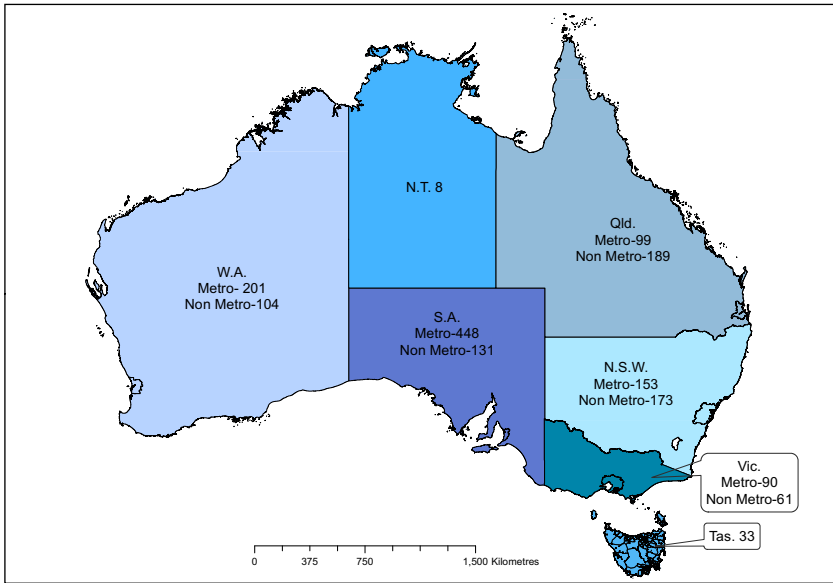 N.T. 8
Qld.
Metro-99
Non Metro-189
W.A.
Metro- 201
Non Metro-104
S.A.
Metro-448
Non Metro-131
N.S.W.
Metro-153
Non Metro-173
Vic.
Metro-90
Non Metro-61
Tas. 33
0 375 750 1,500 Kilometres